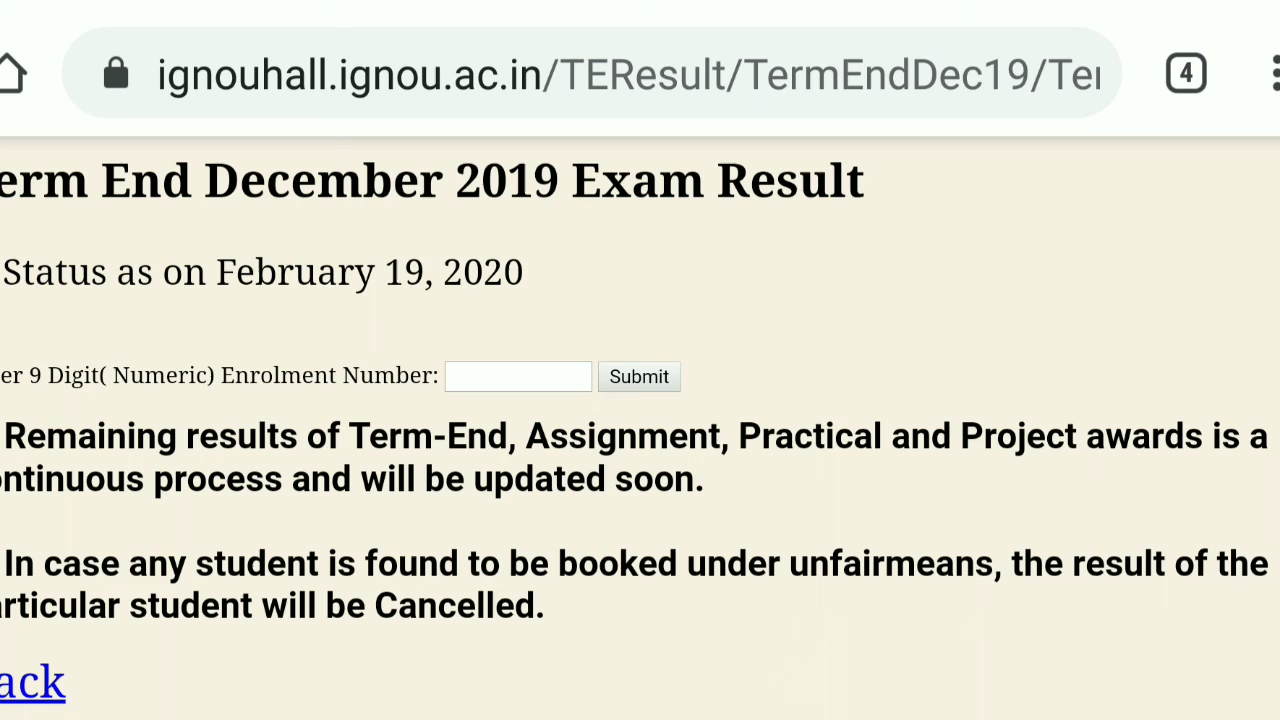 ignouhall.ignou.ac.in/TEResult/TermEndDec19/Ter
4
erm End December 2019 Exam Result
Status as on February 19, 2020
er 9 Digit( Numeric) Enrolment Number: Submit
Remaining results of Term-End, Assignment, Practical and Project awards is a
ontinuous process and will be updated soon.
In case any student is found to be booked under unfairmeans, the result of the
articular student will be Cancelled.
ack